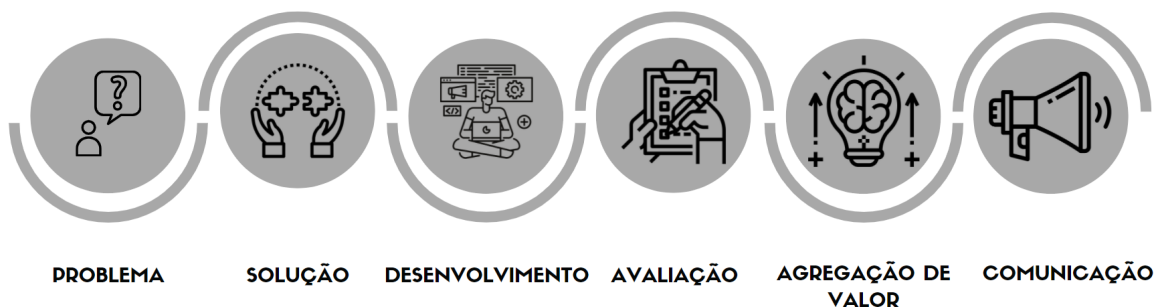 ?
PROBLEMA
SOLUÇÃO
DESENVOLVIMENTO
AVALIAÇÃO
AGREGAÇÃO DE
VALOR
COMUNICAÇÃO